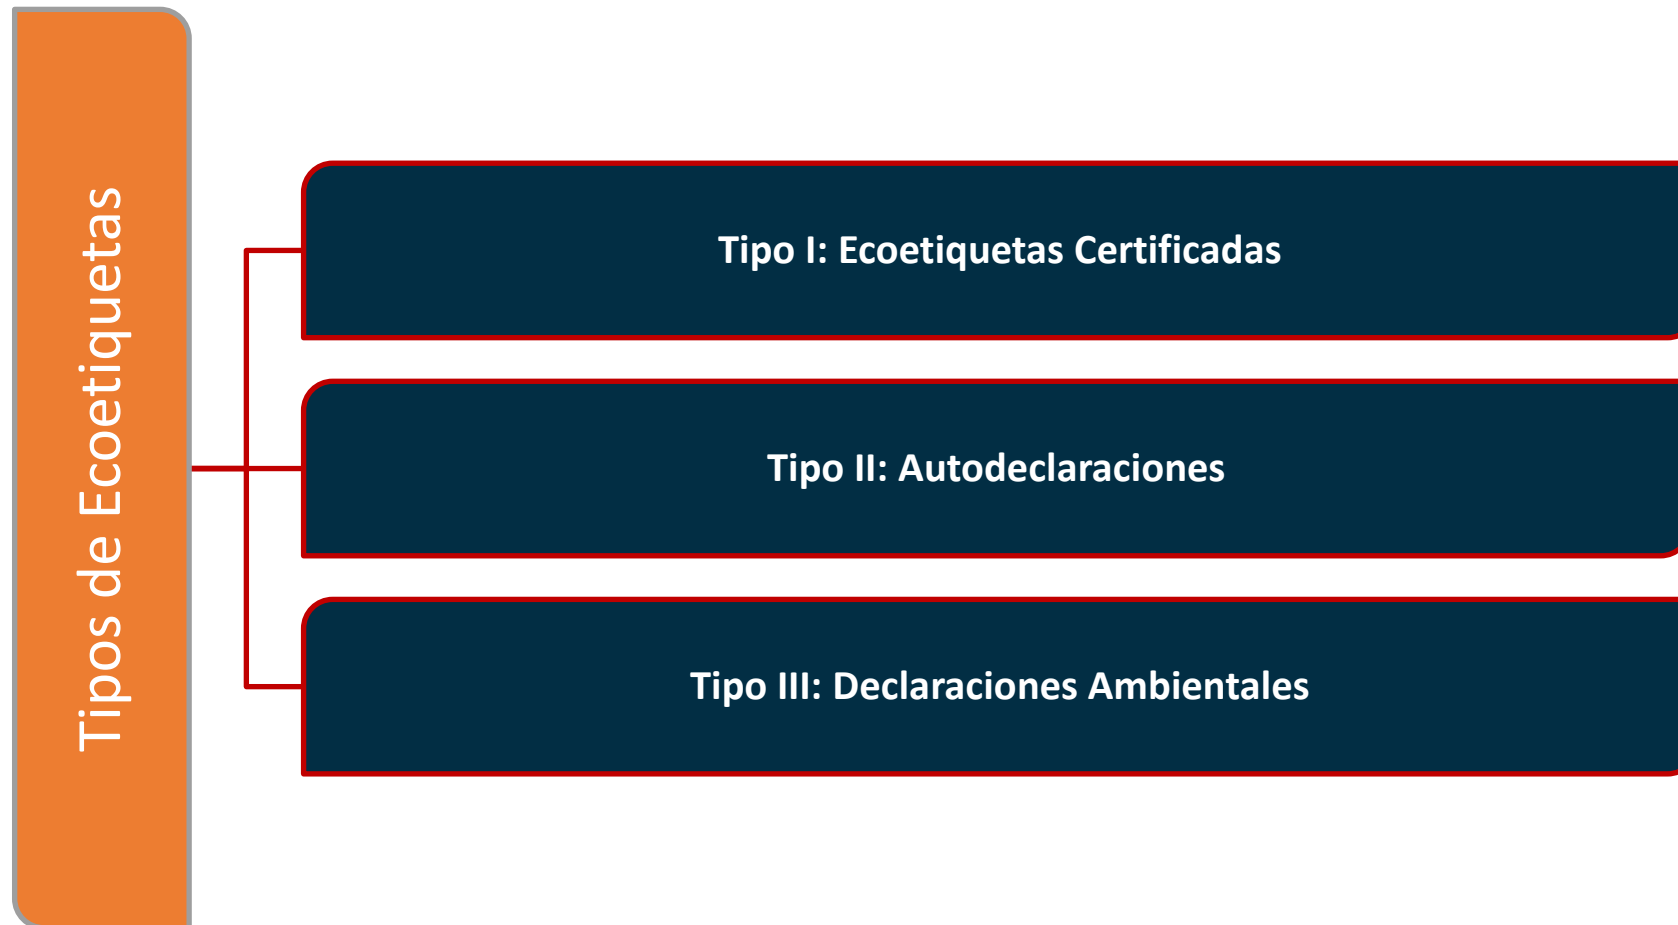 Tipos de Ecoetiquetas
Tipo I: Ecoetiquetas Certificadas
Tipo II: Autodeclaraciones
Tipo III: Declaraciones Ambientales